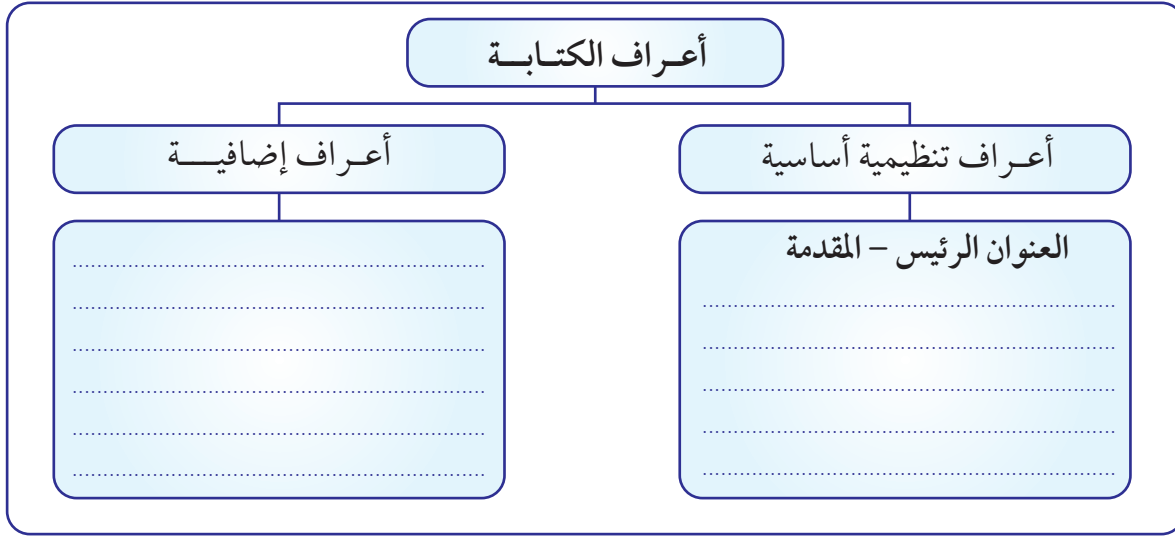 أعراف الكتابة
أعراف تنظيمية أساسية
أعراف إضافية
العنوان الرئيس – المقدمة